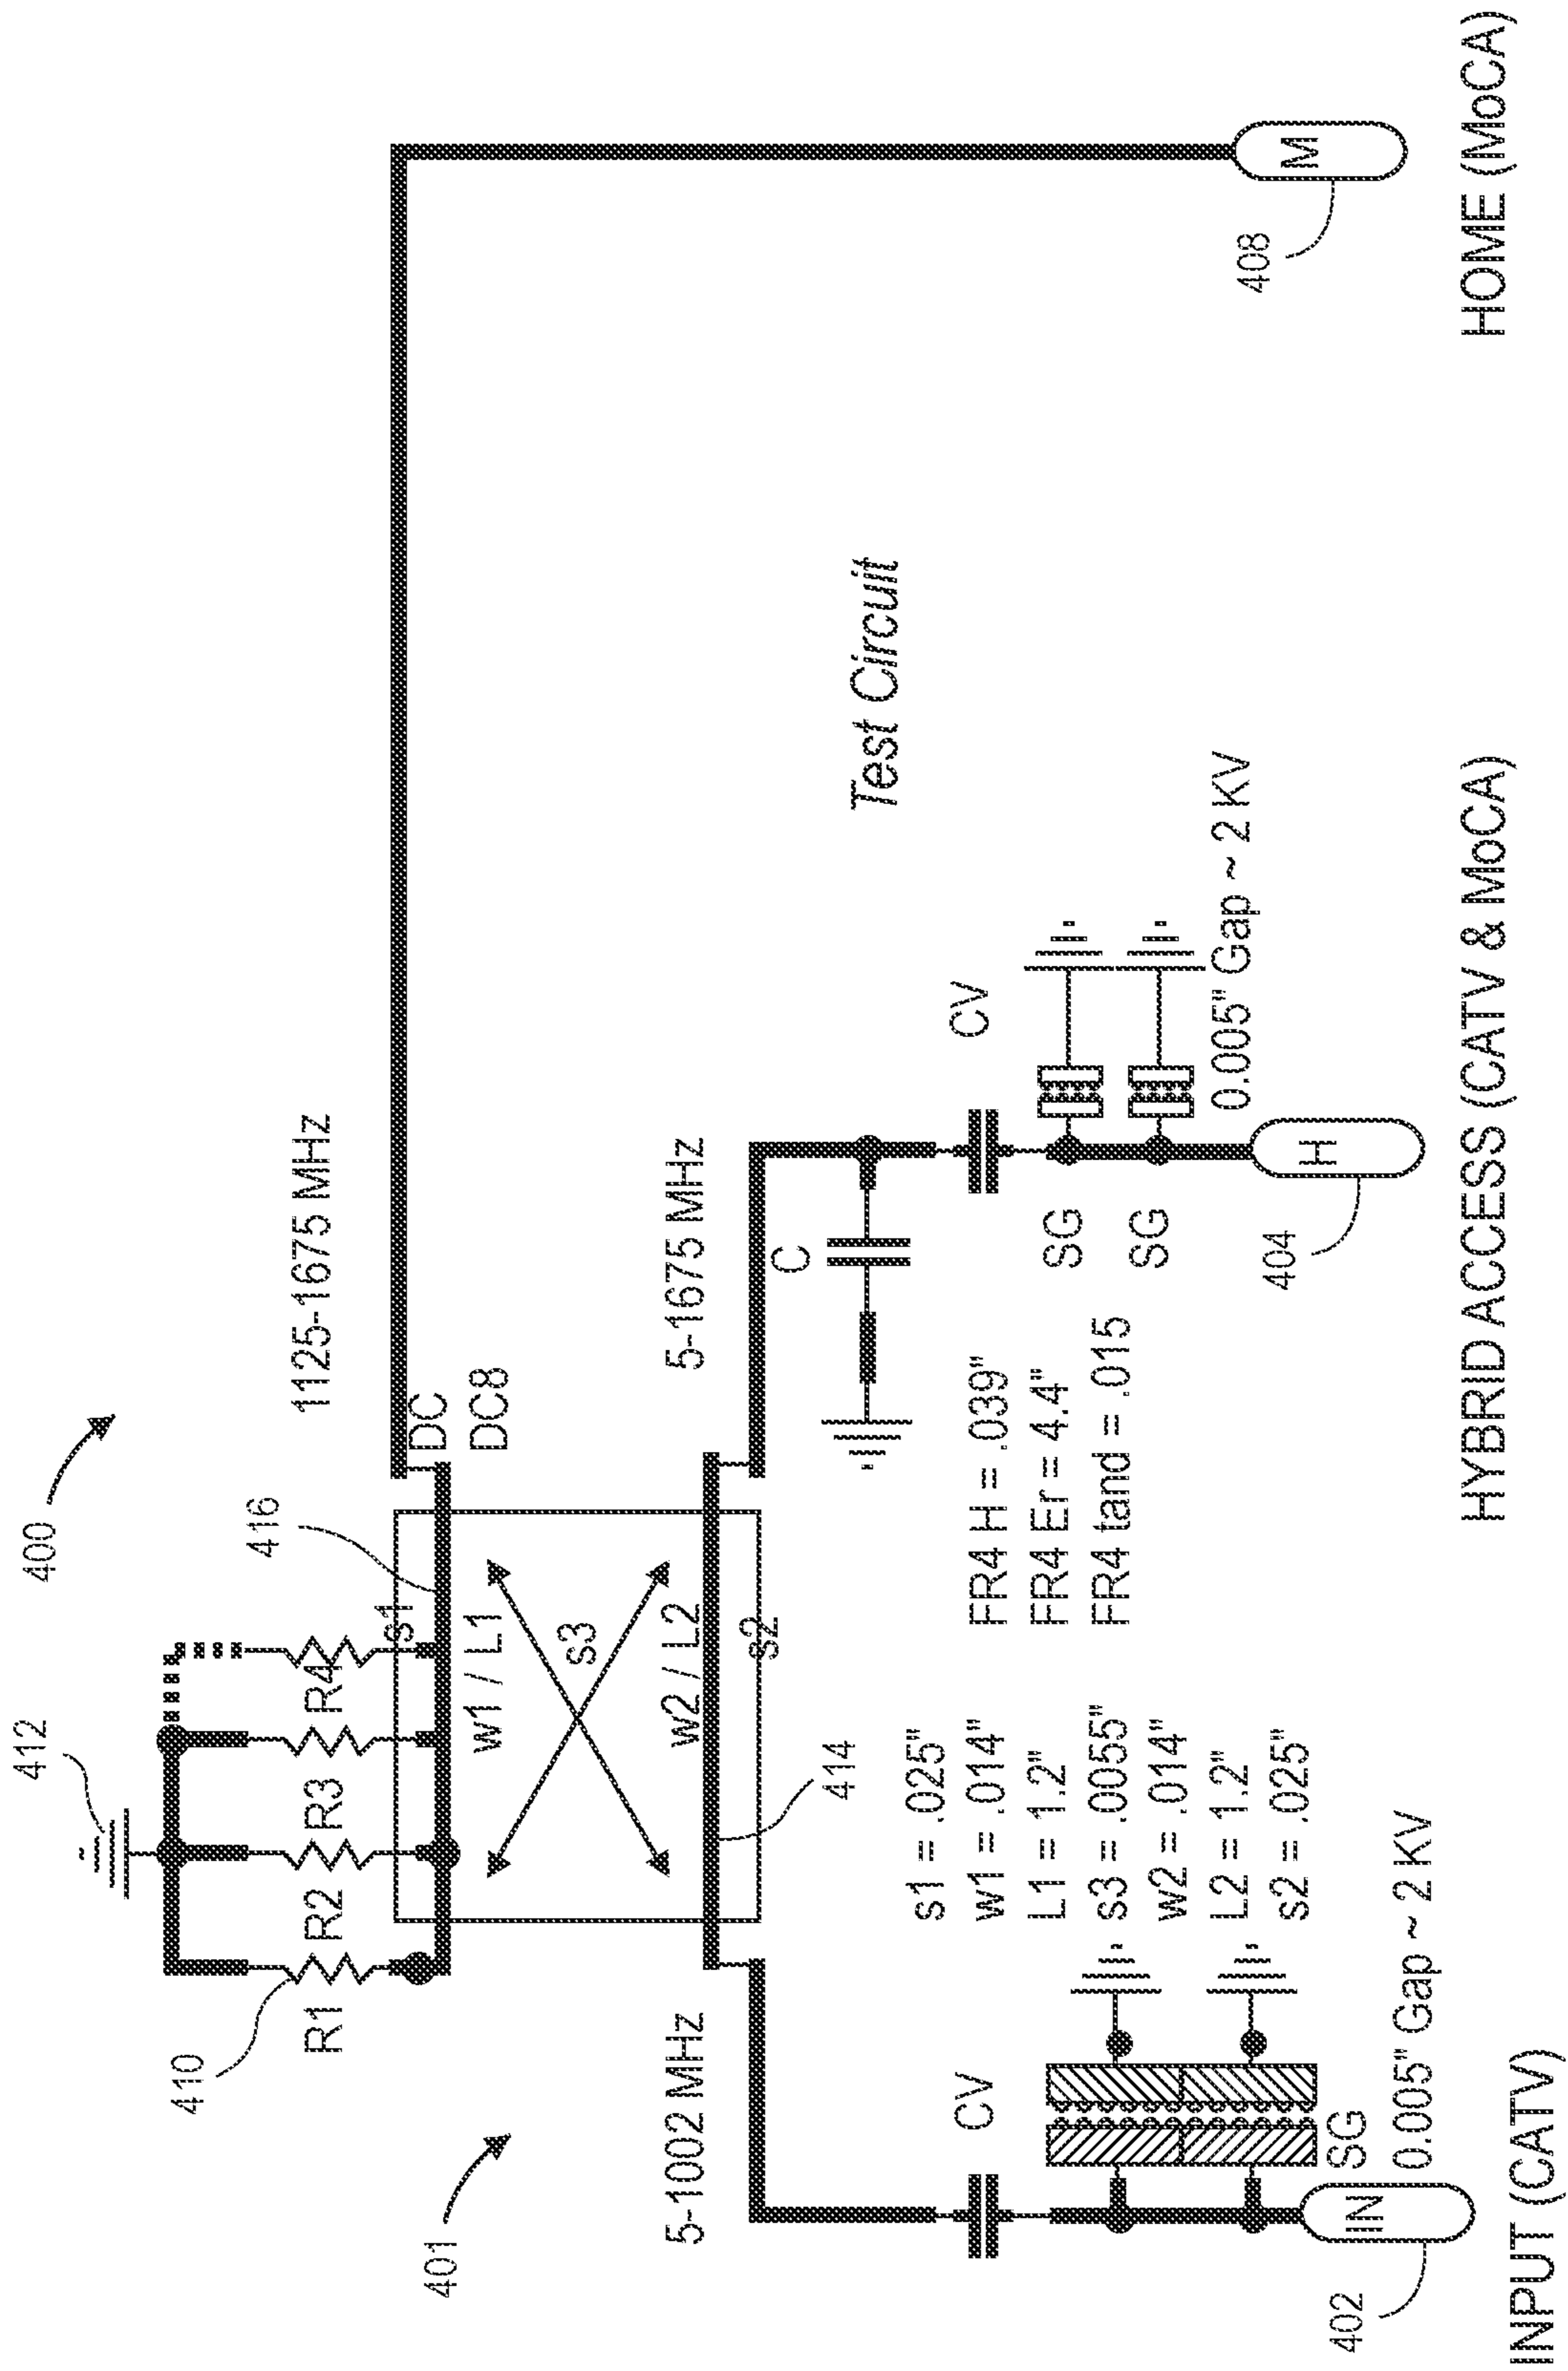 400
401
412
410
R1
R2
R3
R4
416
s1
DC
DC8
1125-1675 MHz
w1 / L1
s3
w2 / L2
s2
414
5-1002 MHz
5-1675 MHz
C
Test Circuit
s1 = .025"
w1 = .014"
L1 = 1.2"
s3 = .0055"
w2 = .014"
L2 = 1.2"
s2 = .025"
FR4 H = .039"
FR4 Er = 4.4"
FR4 tand = .015
CV
SG
0.005" Gap ~ 2 KV
IN
402
INPUT (CATV)
CV
SG
SG
0.005" Gap ~ 2 KV
H
404
HYBRID ACCESS (CATV & MoCA)
M
408
HOME (MoCA)